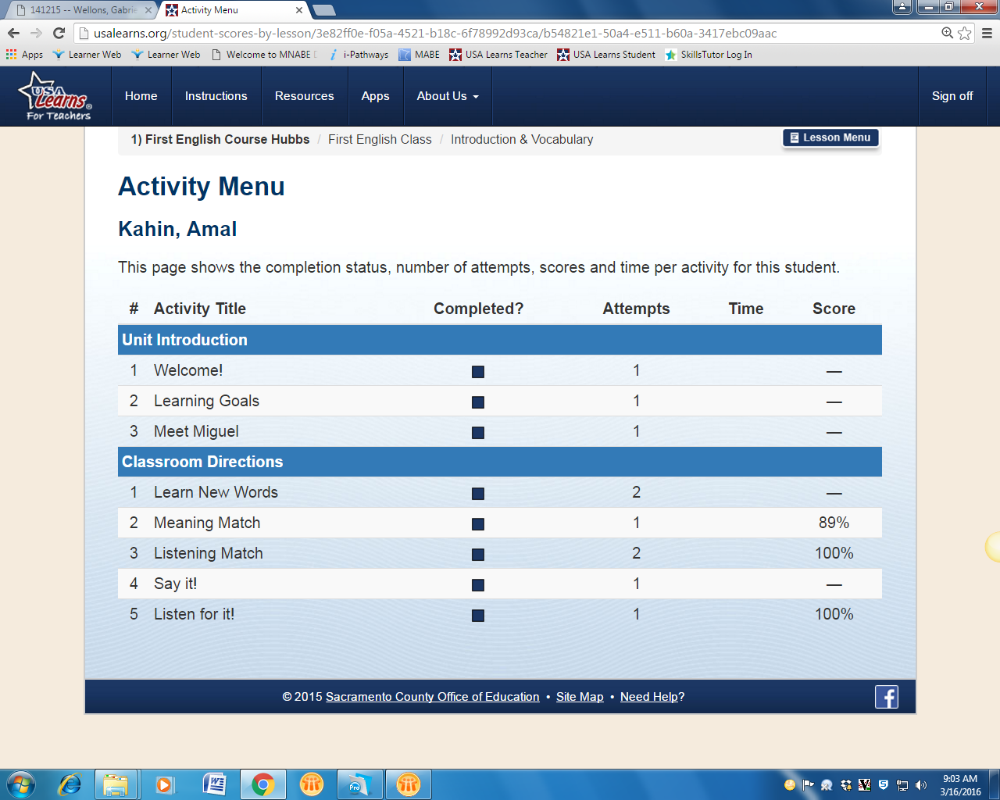 141215 -- Wellons, Gabrie
Activity Menu
usalearns.org/student-scores-by-lesson/3e82ff0e-f05a-4521-b18c-6f78992d93ca/b54821e1-50a4-e511-b60a-3417ebc09aac
Apps Learner Web Learner Web Welcome to MNABE i-Pathways MABE USA Learns Teacher USA Learns Student SkillsTutor Log In
USA Learns® For Teachers
Home Instructions Resources Apps About Us Sign off
1) First English Course Hubbs / First English Class / Introduction & Vocabulary Lesson Menu
Activity Menu
Kahin, Amal
This page shows the completion status, number of attempts, scores and time per activity for this student.
# Activity Title Completed? Attempts Time Score
Unit Introduction
1 Welcome! 1 —
2 Learning Goals 1 —
3 Meet Miguel 1 —
Classroom Directions
1 Learn New Words 2 —
2 Meaning Match 1 89%
3 Listening Match 2 100%
4 Say it! 1 —
5 Listen for it! 1 100%
© 2015 Sacramento County Office of Education • Site Map • Need Help?
9:03 AM
3/16/2016